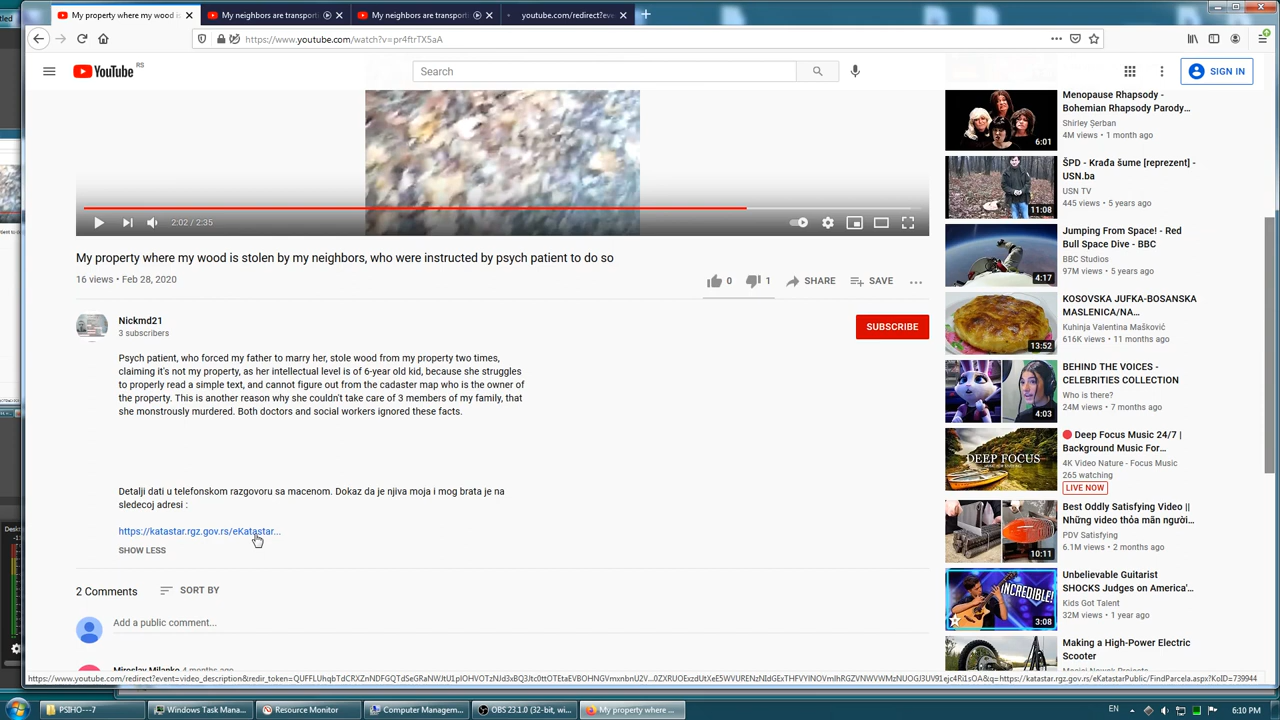 My property where my wood is
My neighbors are transport
My neighbors are transport
youtube.com/redirect?eve
https://www.youtube.com/watch?v=pr4ftrTX5aA
YouTube RS
Search
SIGN IN
2:02 / 2:35
My property where my wood is stolen by my neighbors, who were instructed by psych patient to do so
16 views • Feb 28, 2020
0
1
SHARE
SAVE
Nickmd21
3 subscribers
SUBSCRIBE
Psych patient, who forced my father to marry her, stole wood from my property two times,
claiming it's not my property, as her intellectual level is of 6-year old kid, because she struggles
to properly read a simple text, and cannot figure out from the cadaster map who is the owner of
the property. This is another reason why she couldn't take care of 3 members of my family, that
she monstrously murdered. Both doctors and social workers ignored these facts.
Detalji dati u telefonskom razgovoru sa macenom. Dokaz da je njiva moja i mog brata je na
sledecoj adresi :
https://katastar.rgz.gov.rs/eKatastar...
SHOW LESS
2 Comments
SORT BY
Add a public comment...
Miroslav Milanko 4 months ago
Menopause Rhapsody -
Bohemian Rhapsody Parody...
Shirley Șerban
4M views • 1 month ago
6:01
ŠPD - Krađa šume [reprezent] -
USN.ba
USN TV
445 views • 5 years ago
11:08
Jumping From Space! - Red
Bull Space Dive - BBC
BBC Studios
97M views • 5 years ago
4:17
KOSOVSKA JUFKA-BOSANSKA
MASLENICA/NA...
Kuhinja Valentina Mašković
616K views • 11 months ago
13:52
BEHIND THE VOICES -
CELEBRITIES COLLECTION
Who is there?
24M views • 7 months ago
4:03
Deep Focus Music 24/7 |
Background Music For...
4K Video Nature - Focus Music
265 watching
LIVE NOW
DEEP FOCUS
Best Oddly Satisfying Video ||
Những video thỏa mãn người...
PDV Satisfying
6.1M views • 2 months ago
10:11
Unbelievable Guitarist
SHOCKS Judges on America'...
Kids Got Talent
32M views • 1 year ago
INCREDIBLE!
3:08
Making a High-Power Electric
Scooter
PSIHO---7
Windows Task Man...
Resource Monitor
Computer Managem...
OBS 23.1.0 (32-bit, wi...
My property where ...
EN
6:10 PM